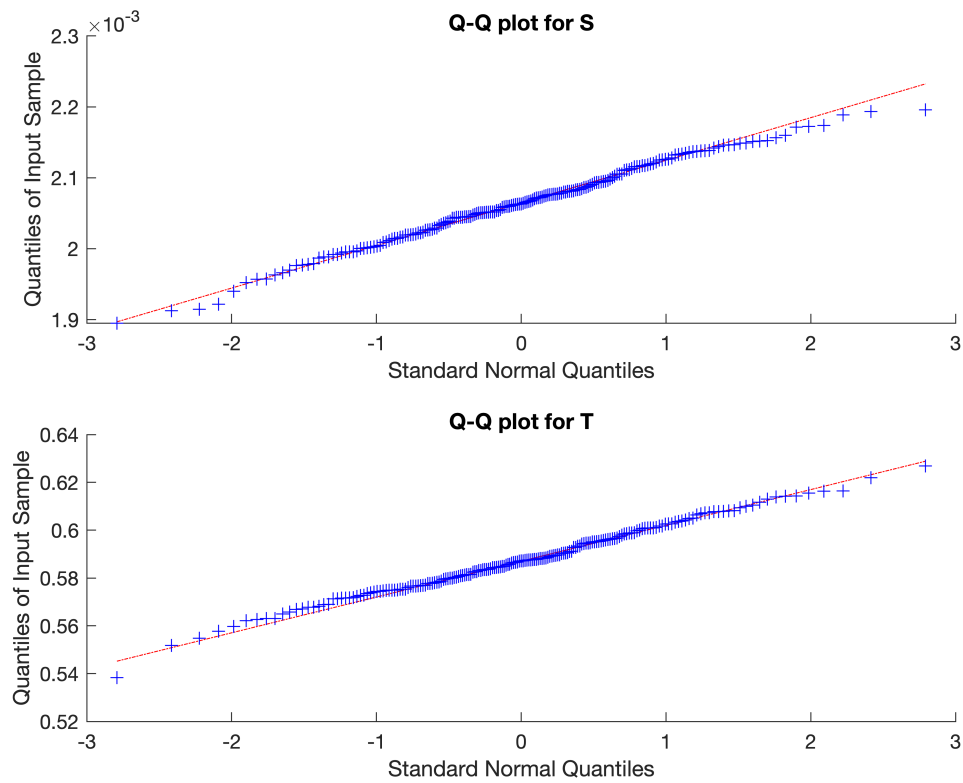 Q-Q plot for S
×10⁻³
2.3
2.2
2.1
2
1.9
Quantiles of Input Sample
-3 -2 -1 0 1 2 3
Standard Normal Quantiles
Q-Q plot for T
0.64
0.62
0.6
0.58
0.56
0.54
0.52
Quantiles of Input Sample
-3 -2 -1 0 1 2 3
Standard Normal Quantiles